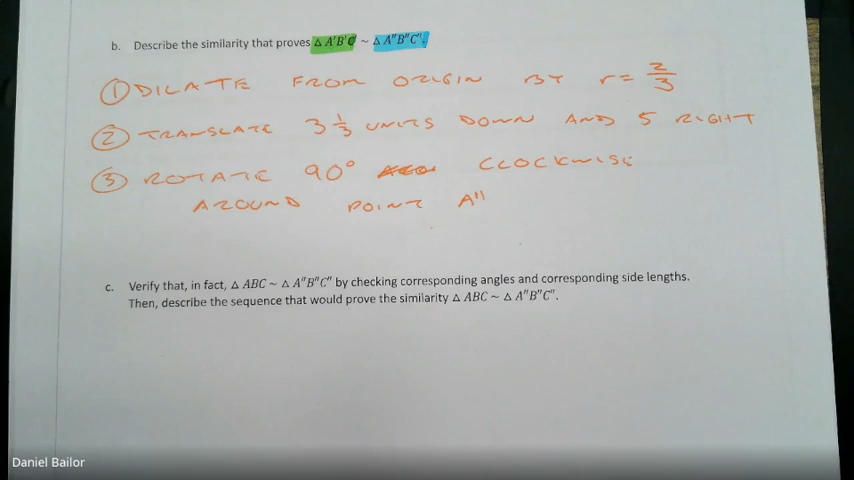 b. Describe the similarity that proves △ A'B'C' ~ △ A''B''C''.
① DILATE FROM ORIGIN BY r = 2/3
② TRANSLATE 3 1/3 UNITS DOWN AND 5 RIGHT
③ ROTATE 90° CLOCKWISE
AROUND POINT A''
c. Verify that, in fact, △ ABC ~ △ A''B''C'' by checking corresponding angles and corresponding side lengths.
Then, describe the sequence that would prove the similarity △ ABC ~ △ A''B''C''.
Daniel Bailor